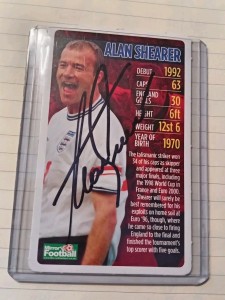 ALAN SHEARER
DEBUT 1992
CAPS 63
ENGLAND
GOALS 30
HEIGHT 6ft
WEIGHT 12st 6
YEAR OF
BIRTH 1970
The talismanic striker won
34 of his caps as skipper
and appeared at three
major finals, including
the 1998 World Cup in
France and Euro 2000.
Shearer will surely be
best remembered for his
exploits on home soil at
Euro '96, though, where
he came so close to firing
England to the final and
finished the tournament's
top scorer with five goals.
Football